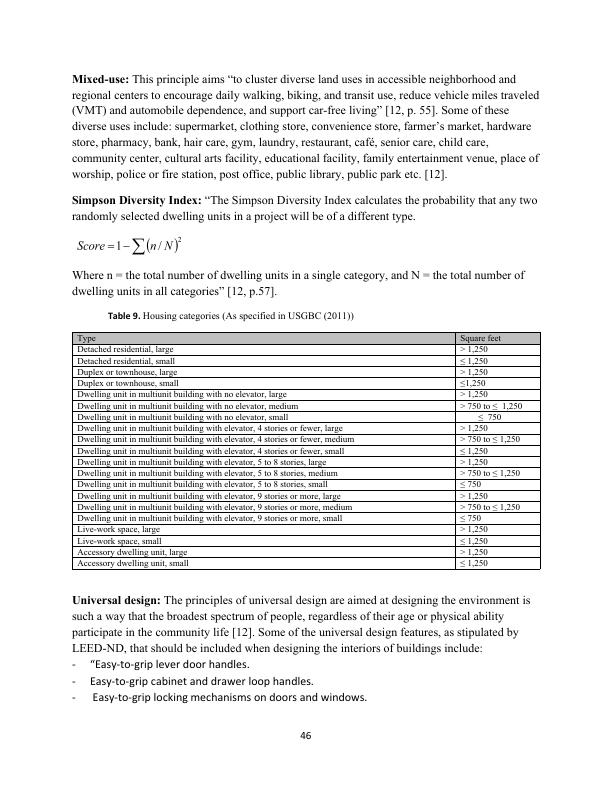 Mixed-use: This principle aims “to cluster diverse land uses in accessible neighborhood and
regional centers to encourage daily walking, biking, and transit use, reduce vehicle miles traveled
(VMT) and automobile dependence, and support car-free living” [12, p. 55]. Some of these
diverse uses include: supermarket, clothing store, convenience store, farmer’s market, hardware
store, pharmacy, bank, hair care, gym, laundry, restaurant, café, senior care, child care,
community center, cultural arts facility, educational facility, family entertainment venue, place of
worship, police or fire station, post office, public library, public park etc. [12].
Simpson Diversity Index: “The Simpson Diversity Index calculates the probability that any two
randomly selected dwelling units in a project will be of a different type.
Score = 1 − ∑(n / N)²
Where n = the total number of dwelling units in a single category, and N = the total number of
dwelling units in all categories” [12, p.57].
Table 9. Housing categories (As specified in USGBC (2011))
Type Square feet
Detached residential, large > 1,250
Detached residential, small ≤ 1,250
Duplex or townhouse, large > 1,250
Duplex or townhouse, small ≤1,250
Dwelling unit in multiunit building with no elevator, large > 1,250
Dwelling unit in multiunit building with no elevator, medium > 750 to ≤ 1,250
Dwelling unit in multiunit building with no elevator, small ≤ 750
Dwelling unit in multiunit building with elevator, 4 stories or fewer, large > 1,250
Dwelling unit in multiunit building with elevator, 4 stories or fewer, medium > 750 to ≤ 1,250
Dwelling unit in multiunit building with elevator, 4 stories or fewer, small ≤ 1,250
Dwelling unit in multiunit building with elevator, 5 to 8 stories, large > 1,250
Dwelling unit in multiunit building with elevator, 5 to 8 stories, medium > 750 to ≤ 1,250
Dwelling unit in multiunit building with elevator, 5 to 8 stories, small ≤ 750
Dwelling unit in multiunit building with elevator, 9 stories or more, large > 1,250
Dwelling unit in multiunit building with elevator, 9 stories or more, medium > 750 to ≤ 1,250
Dwelling unit in multiunit building with elevator, 9 stories or more, small ≤ 750
Live-work space, large > 1,250
Live-work space, small ≤ 1,250
Accessory dwelling unit, large > 1,250
Accessory dwelling unit, small ≤ 1,250
Universal design: The principles of universal design are aimed at designing the environment is
such a way that the broadest spectrum of people, regardless of their age or physical ability
participate in the community life [12]. Some of the universal design features, as stipulated by
LEED-ND, that should be included when designing the interiors of buildings include:
- “Easy-to-grip lever door handles.
- Easy-to-grip cabinet and drawer loop handles.
- Easy-to-grip locking mechanisms on doors and windows.
46